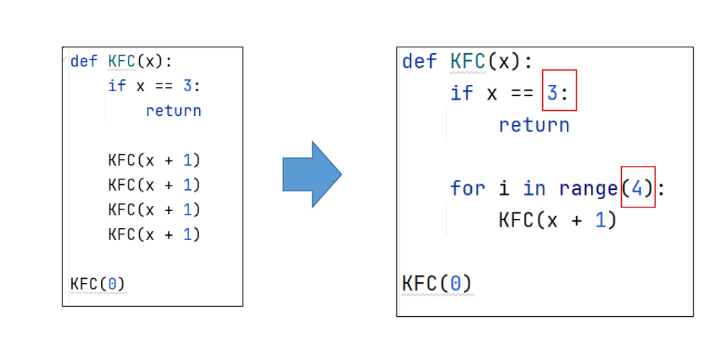 def KFC(x):
    if x == 3:
        return

    KFC(x + 1)
    KFC(x + 1)
    KFC(x + 1)
    KFC(x + 1)

KFC(0)

def KFC(x):
    if x == 3:
        return

    for i in range(4):
        KFC(x + 1)

KFC(0)